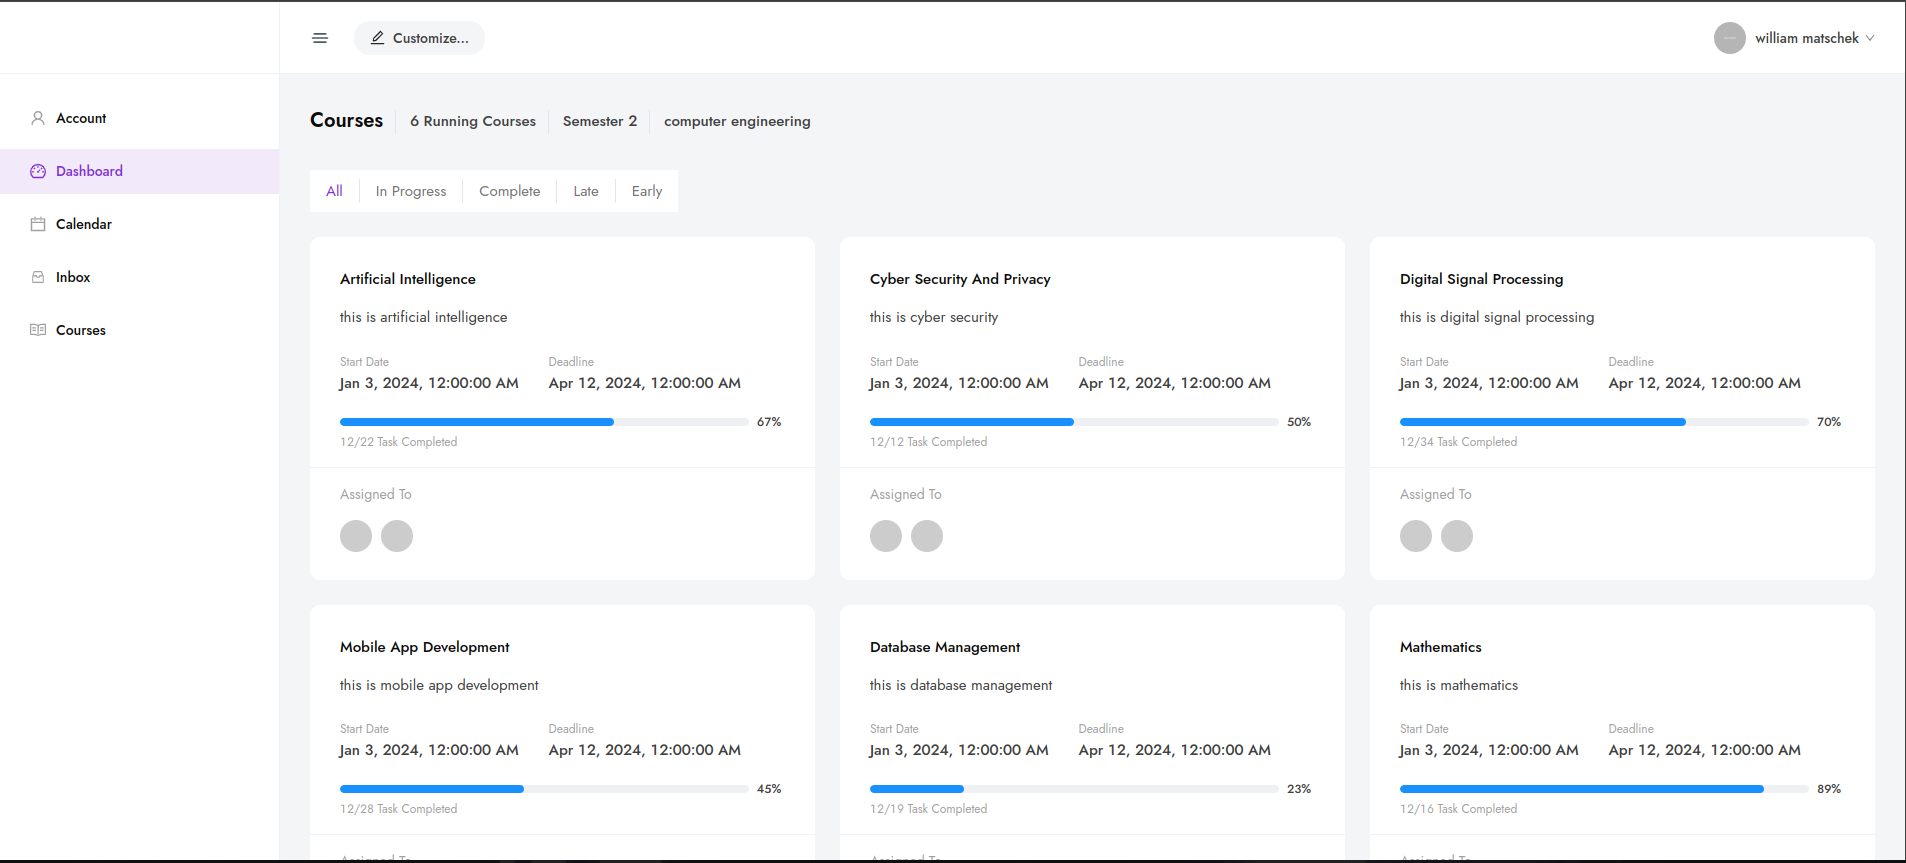 Customize...
william matschek
Account
Dashboard
Calendar
Inbox
Courses
Courses 6 Running Courses Semester 2 computer engineering
All In Progress Complete Late Early
Artificial Intelligence
this is artificial intelligence
Start Date Deadline
Jan 3, 2024, 12:00:00 AM Apr 12, 2024, 12:00:00 AM
67%
12/22 Task Completed
Assigned To
Cyber Security And Privacy
this is cyber security
Start Date Deadline
Jan 3, 2024, 12:00:00 AM Apr 12, 2024, 12:00:00 AM
50%
12/12 Task Completed
Assigned To
Digital Signal Processing
this is digital signal processing
Start Date Deadline
Jan 3, 2024, 12:00:00 AM Apr 12, 2024, 12:00:00 AM
70%
12/34 Task Completed
Assigned To
Mobile App Development
this is mobile app development
Start Date Deadline
Jan 3, 2024, 12:00:00 AM Apr 12, 2024, 12:00:00 AM
45%
12/28 Task Completed
Assigned To
Database Management
this is database management
Start Date Deadline
Jan 3, 2024, 12:00:00 AM Apr 12, 2024, 12:00:00 AM
23%
12/19 Task Completed
Assigned To
Mathematics
this is mathematics
Start Date Deadline
Jan 3, 2024, 12:00:00 AM Apr 12, 2024, 12:00:00 AM
89%
12/16 Task Completed
Assigned To